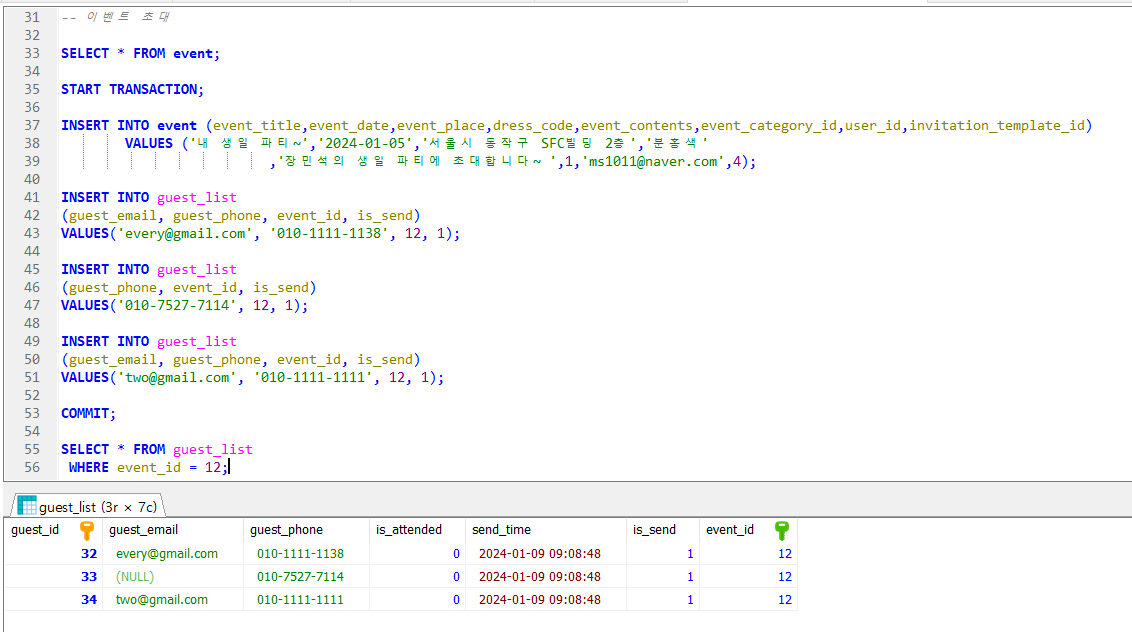 31 -- 이벤트 초대
32
33 SELECT * FROM event;
34
35 START TRANSACTION;
36
37 INSERT INTO event (event_title,event_date,event_place,dress_code,event_contents,event_category_id,user_id,invitation_template_id)
38 VALUES ('내 생일 파티~','2024-01-05','서울시 동작구 SFC빌딩 2층','분홍색'
39 ,'장민석의 생일 파티에 초대합니다~ ',1,'ms1011@naver.com',4);
40
41 INSERT INTO guest_list
42 (guest_email, guest_phone, event_id, is_send)
43 VALUES('every@gmail.com', '010-1111-1138', 12, 1);
44
45 INSERT INTO guest_list
46 (guest_phone, event_id, is_send)
47 VALUES('010-7527-7114', 12, 1);
48
49 INSERT INTO guest_list
50 (guest_email, guest_phone, event_id, is_send)
51 VALUES('two@gmail.com', '010-1111-1111', 12, 1);
52
53 COMMIT;
54
55 SELECT * FROM guest_list
56 WHERE event_id = 12;
guest_list (3r × 7c)
guest_id guest_email guest_phone is_attended send_time is_send event_id
32 every@gmail.com 010-1111-1138 0 2024-01-09 09:08:48 1 12
33 (NULL) 010-7527-7114 0 2024-01-09 09:08:48 1 12
34 two@gmail.com 010-1111-1111 0 2024-01-09 09:08:48 1 12